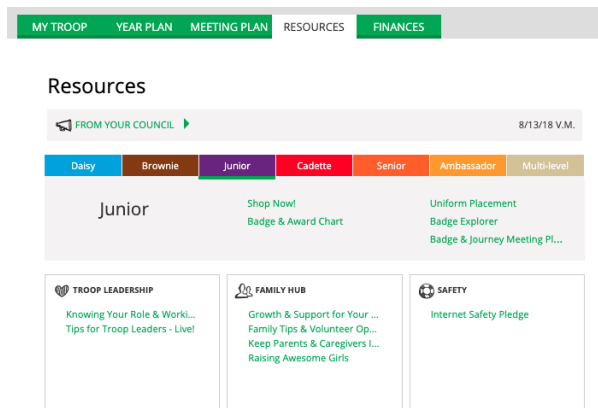 MY TROOP YEAR PLAN MEETING PLAN RESOURCES FINANCES
Resources
FROM YOUR COUNCIL 8/13/18 V.M.
Daisy Brownie Junior Cadette Senior Ambassador Multi-level
Junior
Shop Now!
Badge & Award Chart
Uniform Placement
Badge Explorer
Badge & Journey Meeting Pl...
TROOP LEADERSHIP
Knowing Your Role & Worki...
Tips for Troop Leaders - Live!
FAMILY HUB
Growth & Support for Your ...
Family Tips & Volunteer Op...
Keep Parents & Caregivers I...
Raising Awesome Girls
SAFETY
Internet Safety Pledge